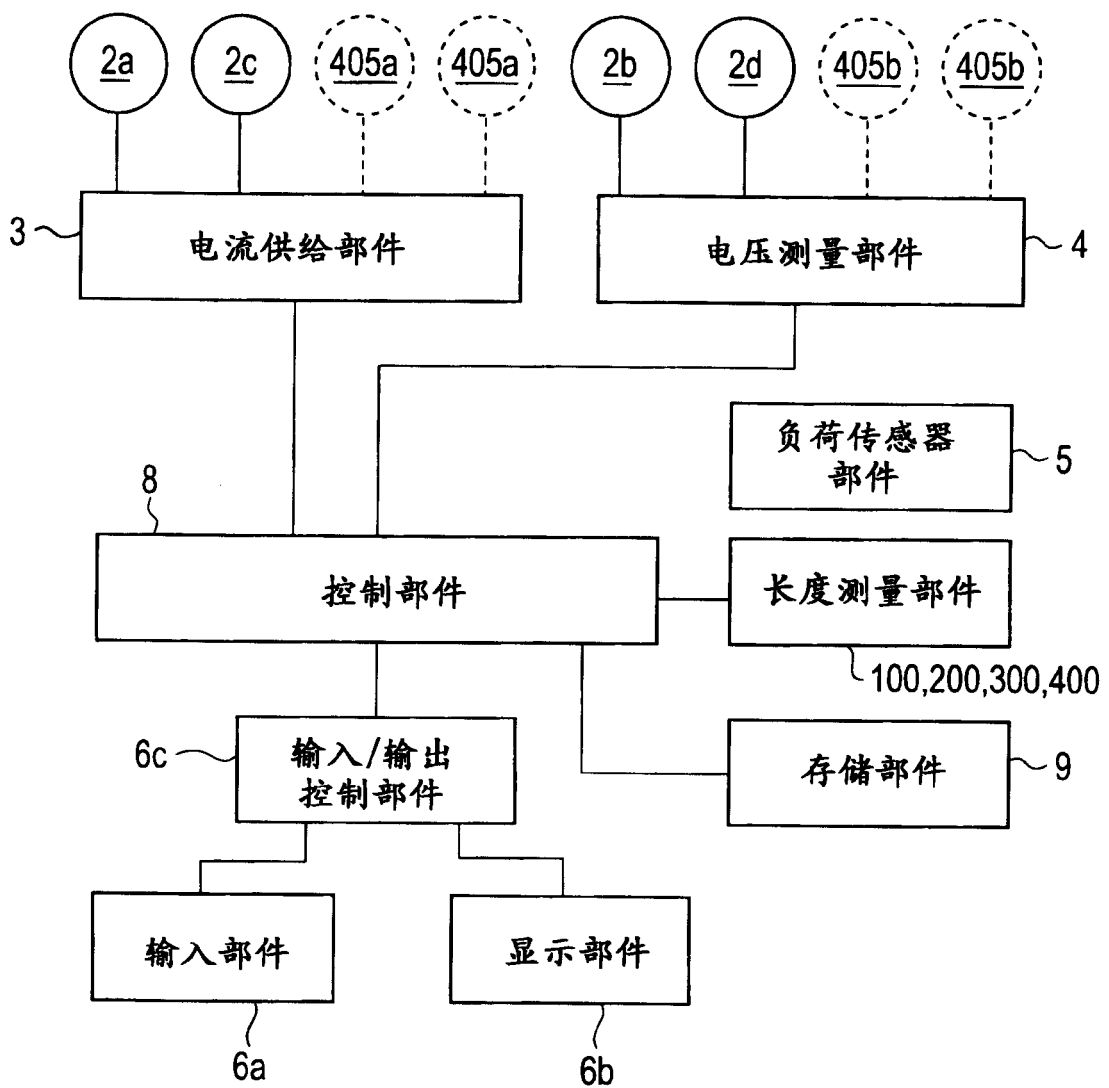 2a 2c 405a 405a 2b 2d 405b 405b
3 电流供给部件 电压测量部件 4
负荷传感器
部件
5
8
控制部件 长度测量部件
100,200,300,400
6c 输入/输出
控制部件
存储部件 9
输入部件 显示部件
6a 6b